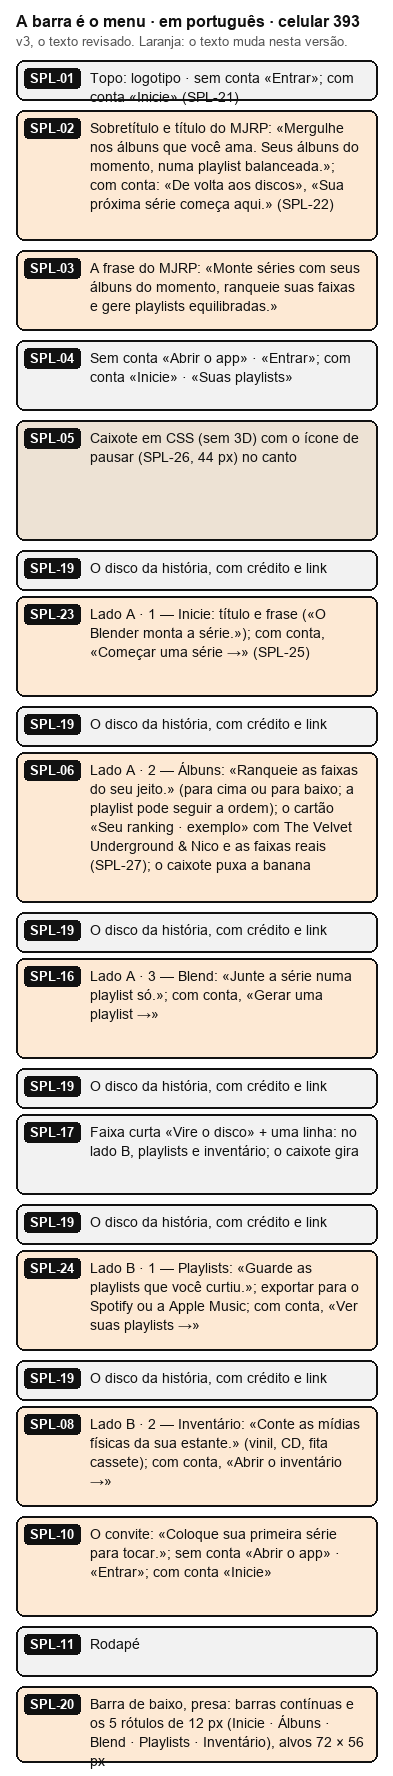 A barra é o menu · em português · celular 393
v3, o texto revisado. Laranja: o texto muda nesta versão.
SPL-01 Topo: logotipo · sem conta «Entrar»; com
conta «Inicie» (SPL-21)
SPL-02 Sobretítulo e título do MJRP: «Mergulhe
nos álbuns que você ama. Seus álbuns do
momento, numa playlist balanceada.»;
com conta: «De volta aos discos», «Sua
próxima série começa aqui.» (SPL-22)
SPL-03 A frase do MJRP: «Monte séries com seus
álbuns do momento, ranqueie suas faixas
e gere playlists equilibradas.»
SPL-04 Sem conta «Abrir o app» · «Entrar»; com
conta «Inicie» · «Suas playlists»
SPL-05 Caixote em CSS (sem 3D) com o ícone de
pausar (SPL-26, 44 px) no canto
SPL-19 O disco da história, com crédito e link
SPL-23 Lado A · 1 — Inicie: título e frase («O
Blender monta a série.»); com conta,
«Começar uma série →» (SPL-25)
SPL-19 O disco da história, com crédito e link
SPL-06 Lado A · 2 — Álbuns: «Ranqueie as faixas
do seu jeito.» (para cima ou para baixo; a
playlist pode seguir a ordem); o cartão
«Seu ranking · exemplo» com The Velvet
Underground & Nico e as faixas reais
(SPL-27); o caixote puxa a banana
SPL-19 O disco da história, com crédito e link
SPL-16 Lado A · 3 — Blend: «Junte a série numa
playlist só.»; com conta, «Gerar uma
playlist →»
SPL-19 O disco da história, com crédito e link
SPL-17 Faixa curta «Vire o disco» + uma linha: no
lado B, playlists e inventário; o caixote gira
SPL-19 O disco da história, com crédito e link
SPL-24 Lado B · 1 — Playlists: «Guarde as
playlists que você curtiu.»; exportar para o
Spotify ou a Apple Music; com conta, «Ver
suas playlists →»
SPL-19 O disco da história, com crédito e link
SPL-08 Lado B · 2 — Inventário: «Conte as mídias
físicas da sua estante.» (vinil, CD, fita
cassete); com conta, «Abrir o inventário
→»
SPL-10 O convite: «Coloque sua primeira série
para tocar.»; sem conta «Abrir o app» ·
«Entrar»; com conta «Inicie»
SPL-11 Rodapé
SPL-20 Barra de baixo, presa: barras contínuas e
os 5 rótulos de 12 px (Inicie · Álbuns ·
Blend · Playlists · Inventário), alvos 72 × 56
px